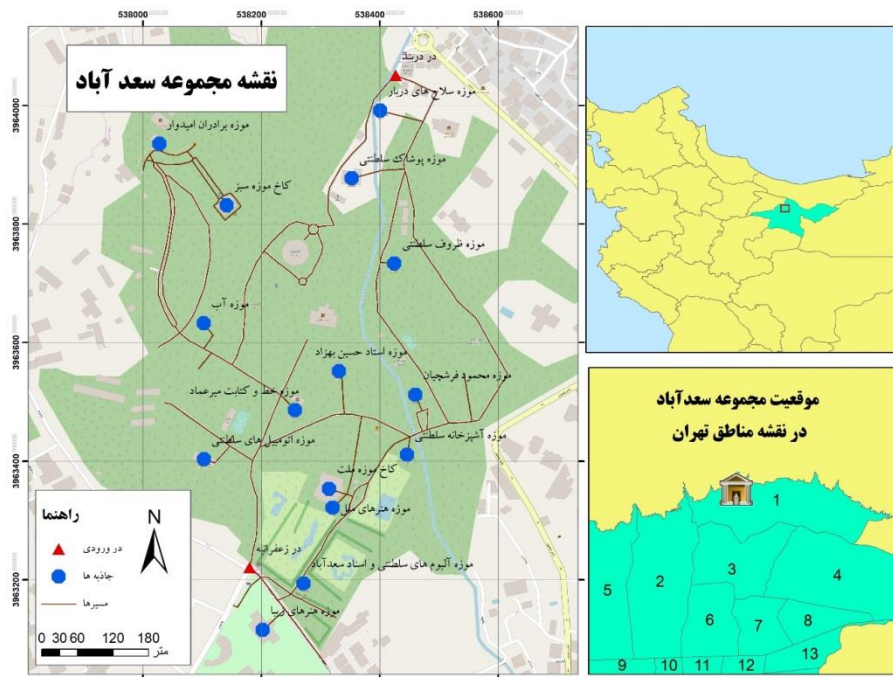 538000 538200 538400 538600
3964000
3963800
3963600
3963400
3963200
نقشه مجموعه سعد آباد
در دربند
موزه سلاح های دربار
موزه برادران امیدوار
موزه پوشاک سلطنتی
کاخ موزه سبز
موزه ظروف سلطنتی
موزه آب
موزه استاد حسین بهزاد
موزه محمود فرشچیان
موزه خط و کتابت میرعماد
موزه آشپزخانه سلطنتی
موزه اتومبیل های سلطنتی
کاخ موزه ملت
موزه هنرهای ملل
در زعفرانیه
موزه آلبوم های سلطنتی و اسناد سعدآباد
موزه هنرهای زیبا
راهنما
N
در ورودی
جاذبه ها
مسیرها
0 30 60 120 180
متر
موقعیت مجموعه سعدآباد
در نقشه مناطق تهران
1
2
3
4
5
6
7
8
9
10
11
12
13